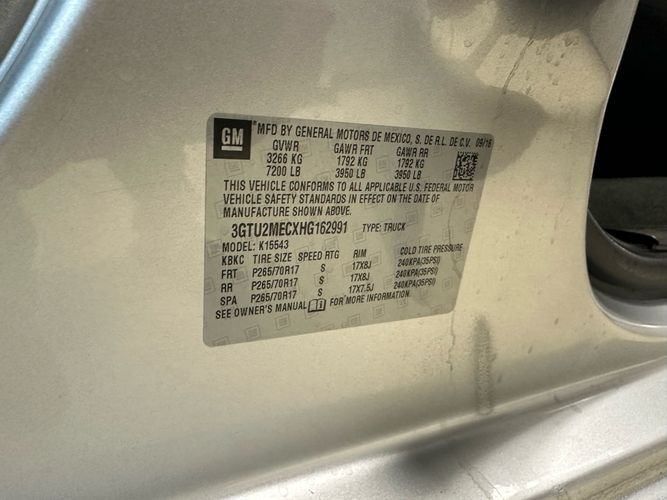 GM ® MFD BY GENERAL MOTORS DE MEXICO, S. DE R.L. DE C.V. 09/16
GVWR GAWR FRT GAWR RR
3266 KG 1792 KG 1792 KG
7200 LB 3950 LB 3950 LB
THIS VEHICLE CONFORMS TO ALL APPLICABLE U.S. FEDERAL MOTOR
VEHICLE SAFETY STANDARDS IN EFFECT ON THE DATE OF
MANUFACTURE SHOWN ABOVE.
3GTU2MECXHG162991 TYPE: TRUCK
MODEL: K15543
KBKC TIRE SIZE SPEED RTG RIM COLD TIRE PRESSURE
FRT P265/70R17 S 17X8J 240KPA(35PSI)
RR P265/70R17 S 17X8J 240KPA(35PSI)
SPA P265/70R17 S 17X7.5J 240KPA(35PSI)
SEE OWNER'S MANUAL FOR MORE INFORMATION.